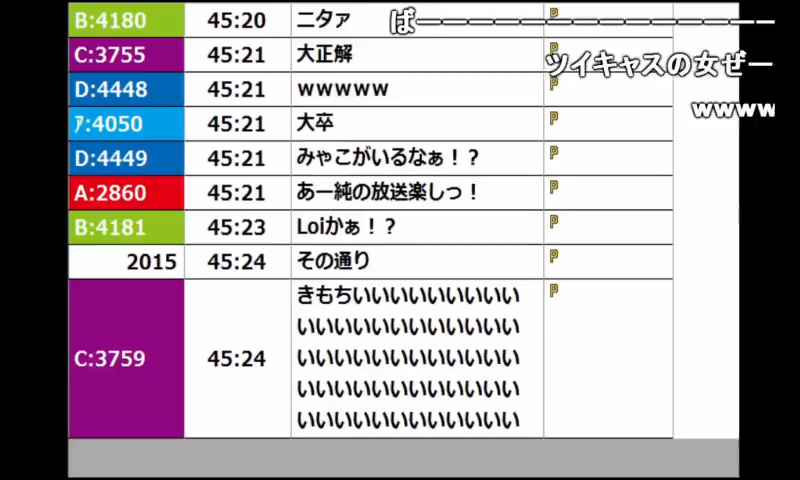 B:4180 45:20 ニタァ P
ばーーーーーーーーーーーーーーー
C:3755 45:21 大正解 P
ツイキャスの女ぜー
D:4448 45:21 wwwww P
ｱ:4050 45:21 大卒 P
wwww
D:4449 45:21 みゃこがいるなぁ！？ P
A:2860 45:21 あー純の放送楽しっ！ P
B:4181 45:23 Loiかぁ！？ P
2015 45:24 その通り P
C:3759 45:24 きもちいいいいいいいいい P
いいいいいいいいいいいい
いいいいいいいいいいいい
いいいいいいいいいいいい
いいいいいいいいいいいい